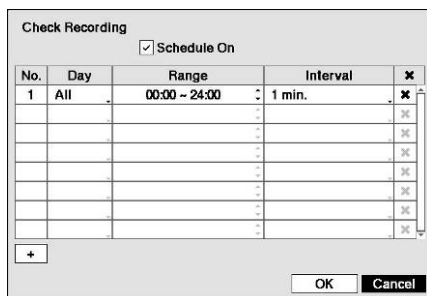 Check Recording
Schedule On
No. Day Range Interval ×
1 All 00:00 ~ 24:00 1 min. ×
+
OK Cancel